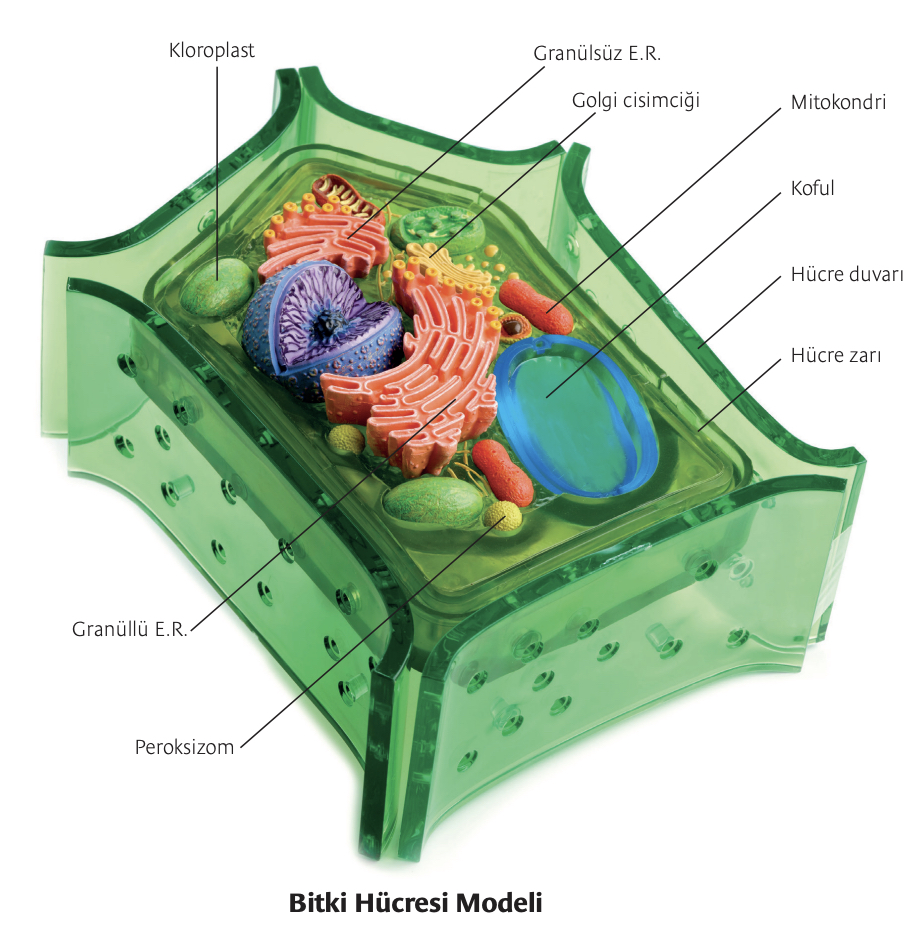 Kloroplast
Granülsüz E.R.
Golgi cisimciği
Mitokondri
Koful
Hücre duvarı
Hücre zarı
Granüllü E.R.
Peroksizom
Bitki Hücresi Modeli